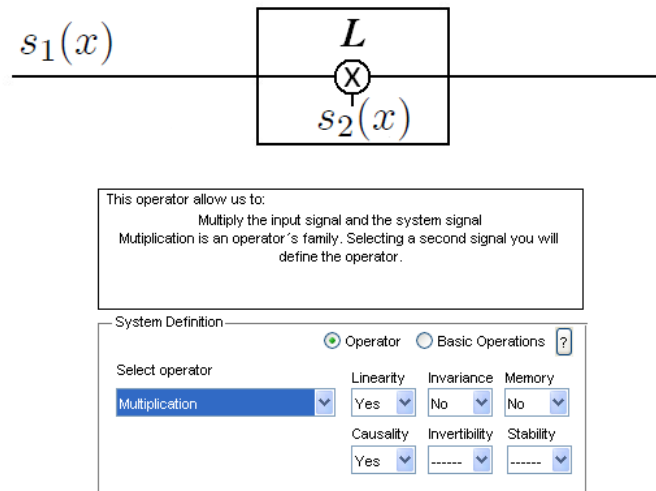 s₁(x)
L
X
s₂(x)
This operator allow us to:
Multiply the input signal and the system signal
Mutiplication is an operator´s family. Selecting a second signal you will
define the operator.
System Definition
Operator Basic Operations ?
Select operator
Linearity Invariance Memory
Multiplication Yes No No
Causality Invertibility Stability
Yes ------ ------